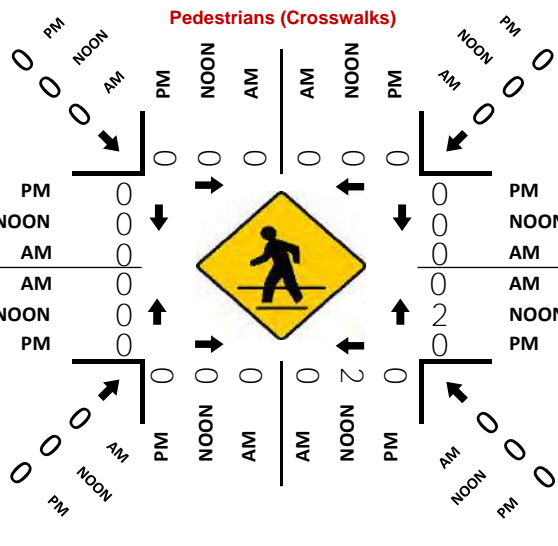 Pedestrians (Crosswalks)
0 PM
0 NOON
0 AM
PM NOON AM AM NOON PM
PM 0
NOON 0
AM 0
0 0 0 0 0 0
PM 0 0 PM
NOON 0 0 NOON
AM 0 0 AM
AM 0 0 AM
NOON 0 2 NOON
PM 0 0 PM
0 0 0 0 2 0
0 AM
0 NOON
0 PM
PM NOON AM AM NOON PM
AM 0
NOON 0
PM 0